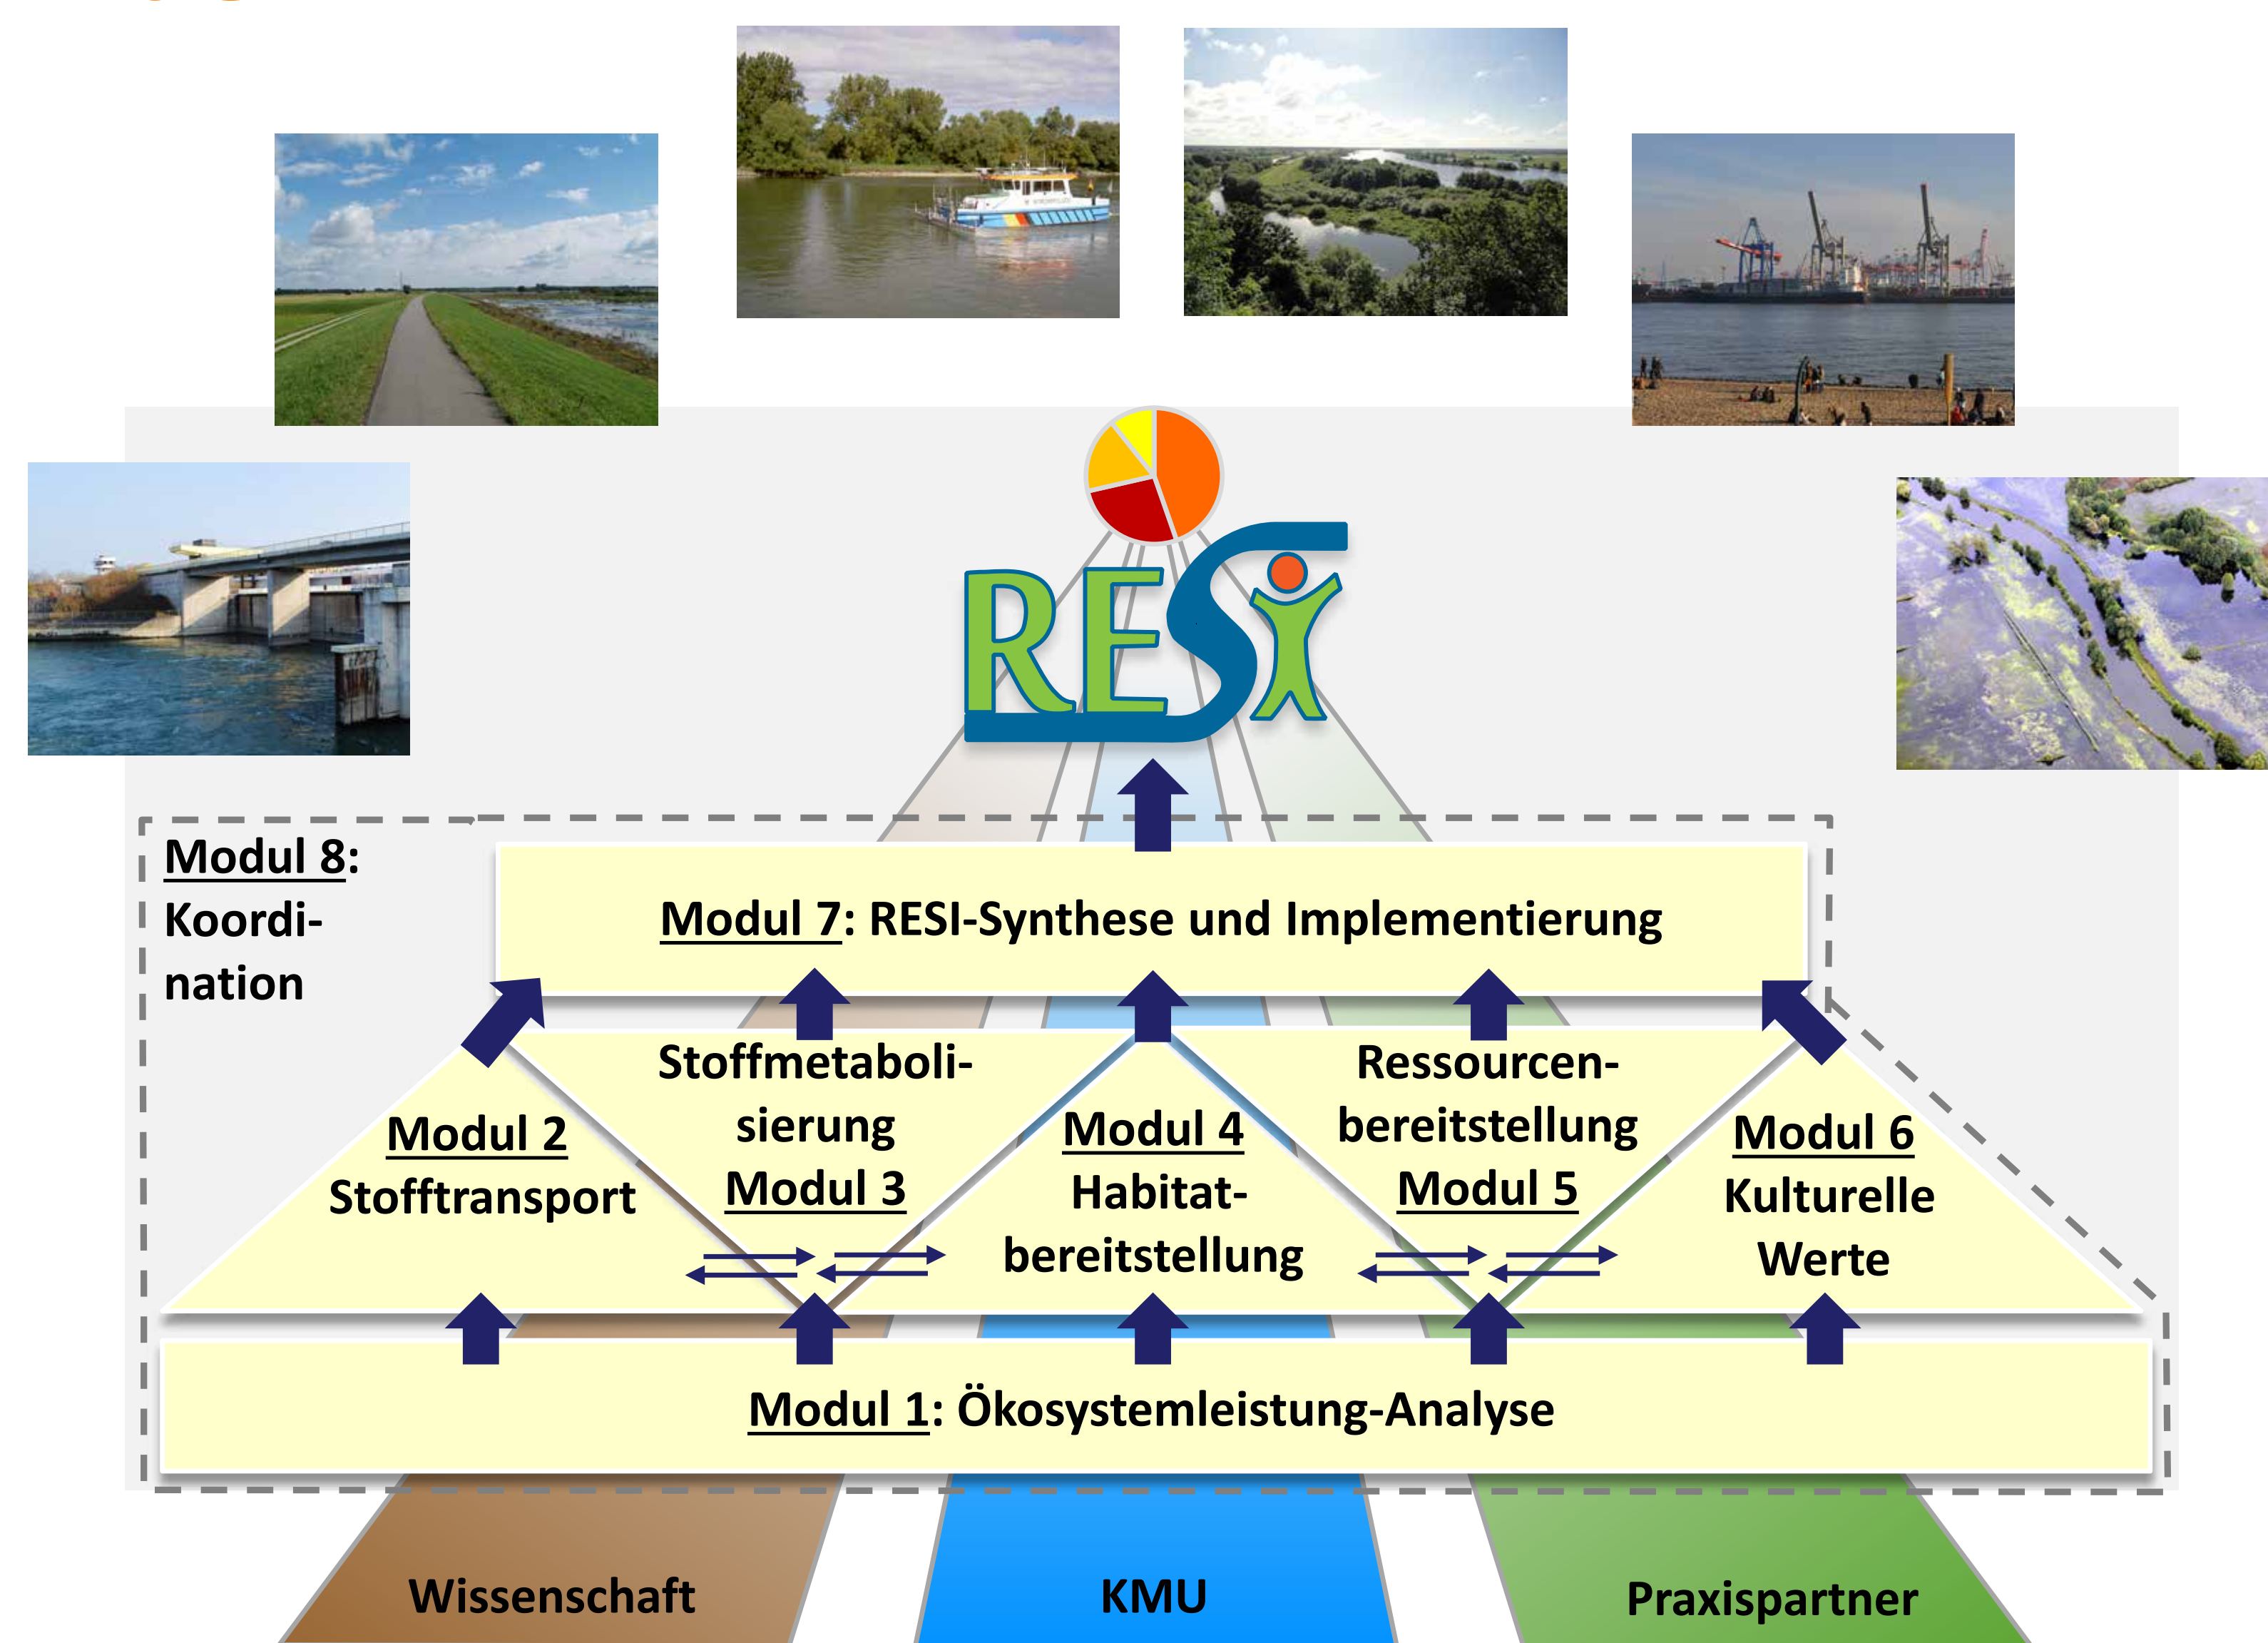 RESI
Modul 8:
Koordi-
nation
Modul 7: RESI-Synthese und Implementierung
Modul 2
Stofftransport
Stoffmetaboli-
sierung
Modul 3
Modul 4
Habitat-
bereitstellung
Ressourcen-
bereitstellung
Modul 5
Modul 6
Kulturelle
Werte
Modul 1: Ökosystemleistung-Analyse
Wissenschaft
KMU
Praxispartner